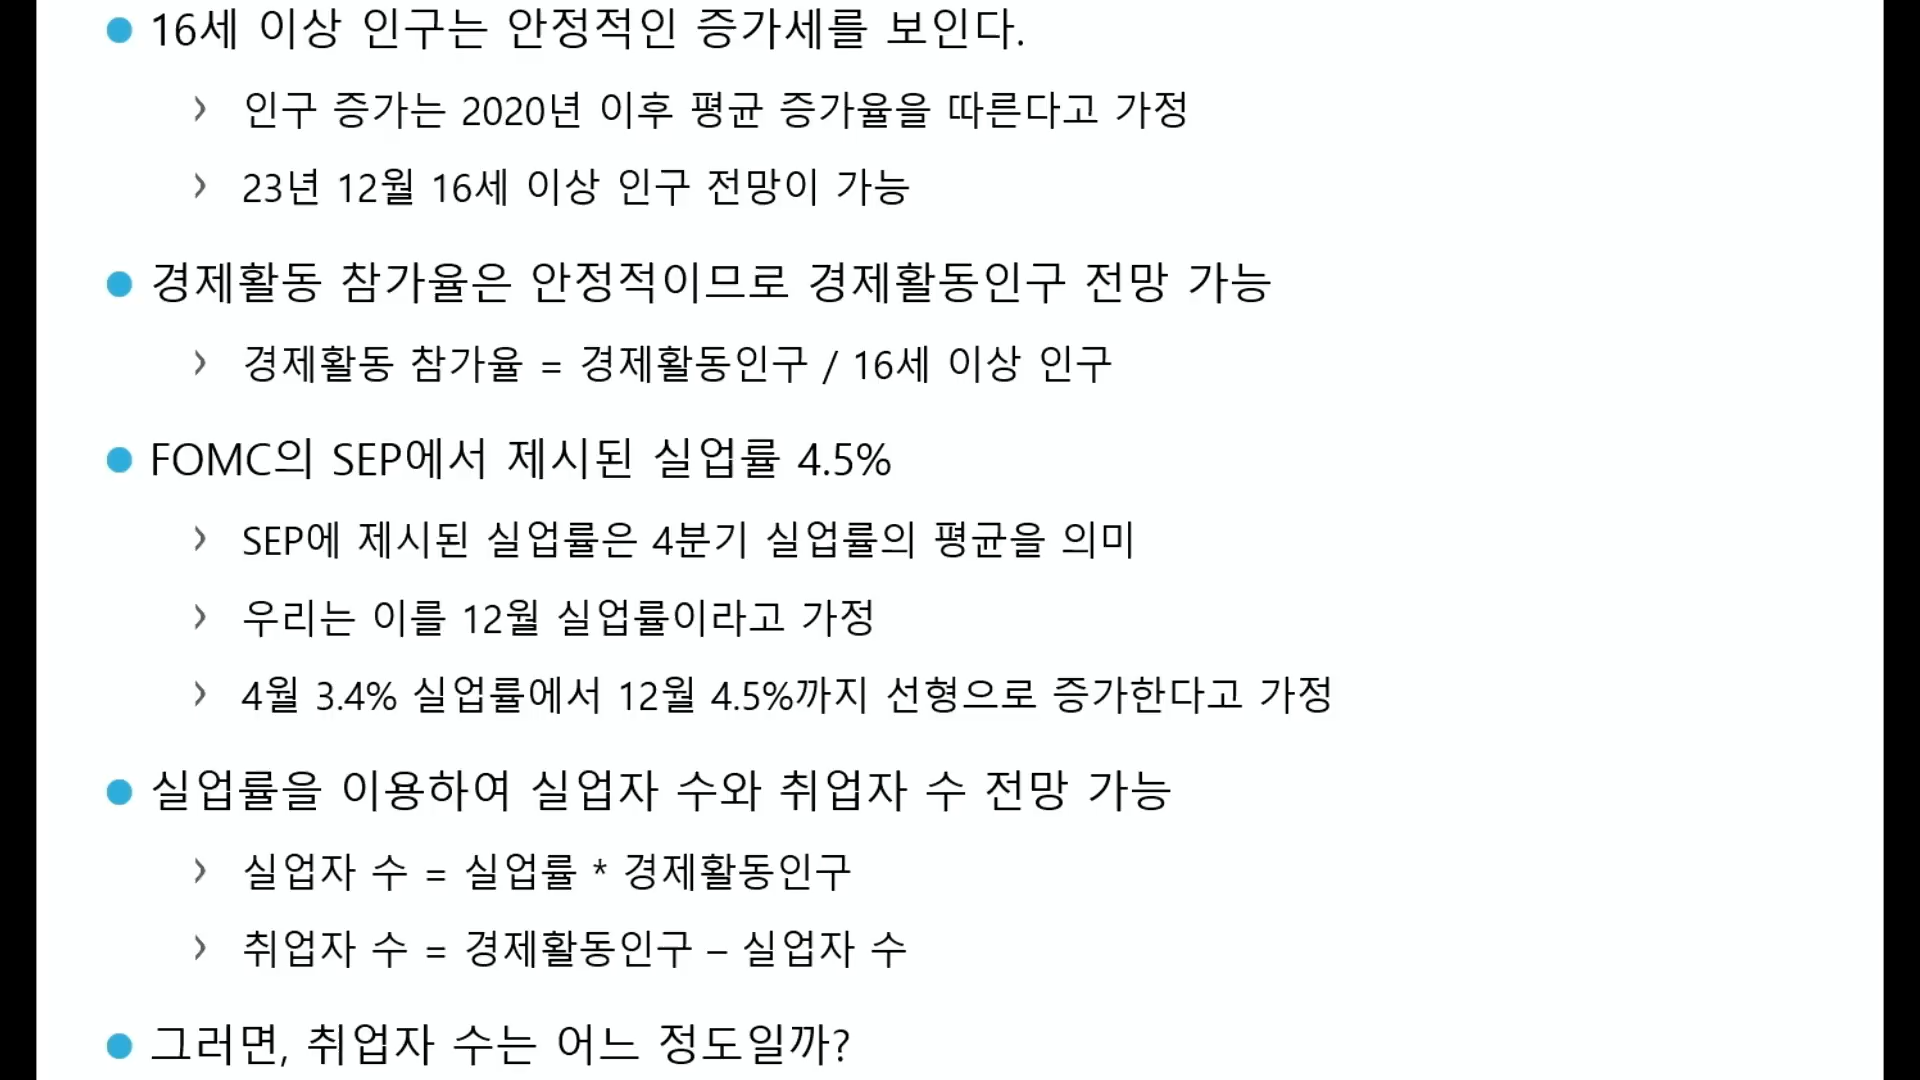 ● 16세 이상 인구는 안정적인 증가세를 보인다.
› 인구 증가는 2020년 이후 평균 증가율을 따른다고 가정
› 23년 12월 16세 이상 인구 전망이 가능
● 경제활동 참가율은 안정적이므로 경제활동인구 전망 가능
› 경제활동 참가율 = 경제활동인구 / 16세 이상 인구
● FOMC의 SEP에서 제시된 실업률 4.5%
› SEP에 제시된 실업률은 4분기 실업률의 평균을 의미
› 우리는 이를 12월 실업률이라고 가정
› 4월 3.4% 실업률에서 12월 4.5%까지 선형으로 증가한다고 가정
● 실업률을 이용하여 실업자 수와 취업자 수 전망 가능
› 실업자 수 = 실업률 * 경제활동인구
› 취업자 수 = 경제활동인구 – 실업자 수
● 그러면, 취업자 수는 어느 정도일까?